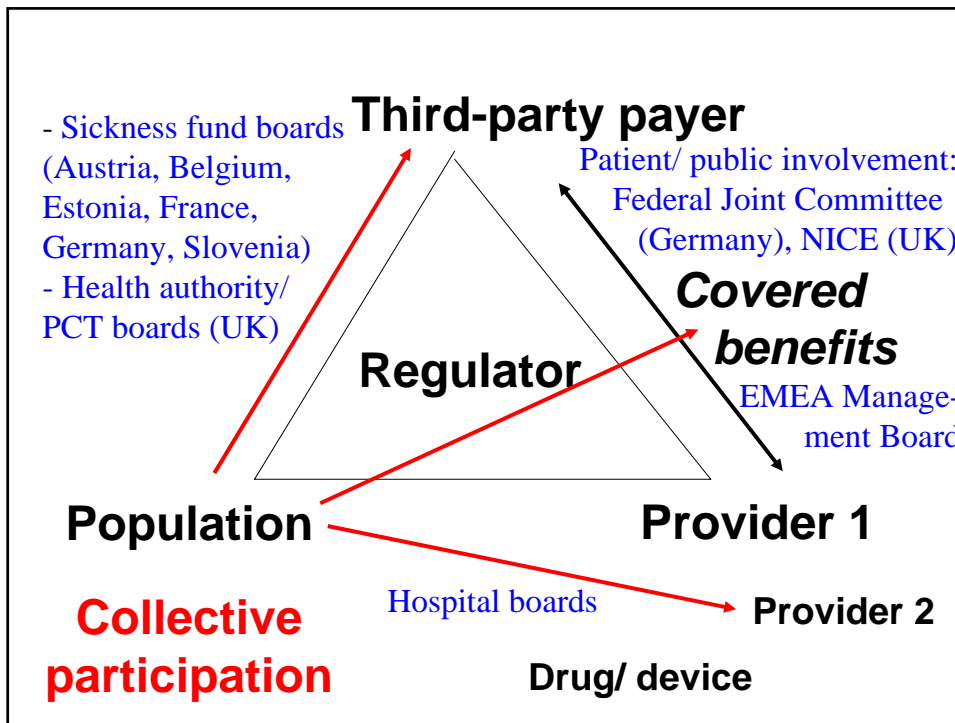 Third-party payer
- Sickness fund boards
(Austria, Belgium,
Estonia, France,
Germany, Slovenia)
- Health authority/
PCT boards (UK)
Patient/ public involvement:
Federal Joint Committee
(Germany), NICE (UK)
Covered
benefits
Regulator
EMEA Manage-
ment Board
Population
Provider 1
Hospital boards
Provider 2
Collective
participation
Drug/ device